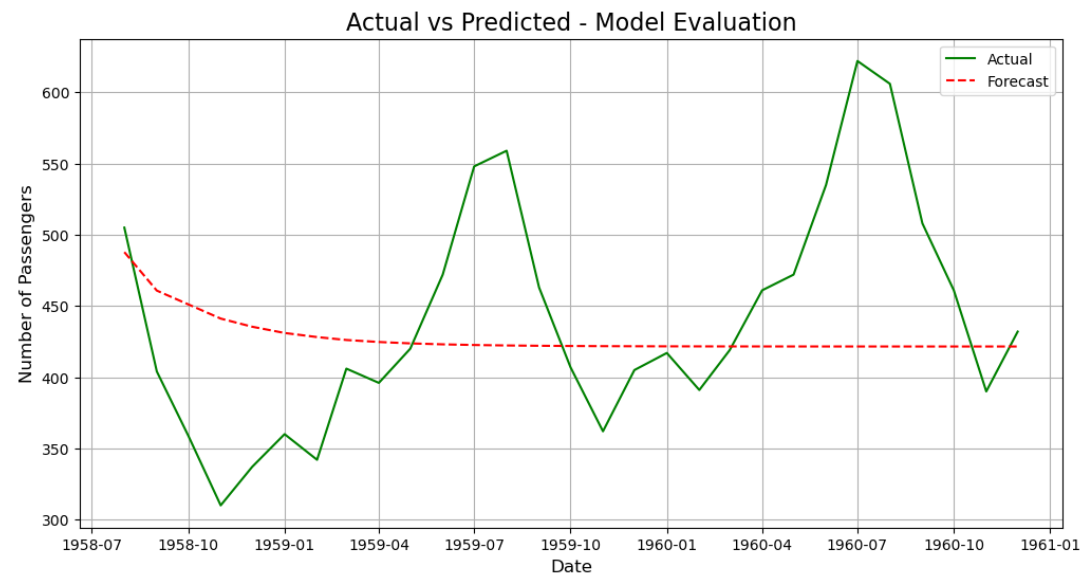 Actual vs Predicted - Model Evaluation
Actual
Forecast
Number of Passengers
600
550
500
450
400
350
300
1958-07 1958-10 1959-01 1959-04 1959-07 1959-10 1960-01 1960-04 1960-07 1960-10 1961-01
Date